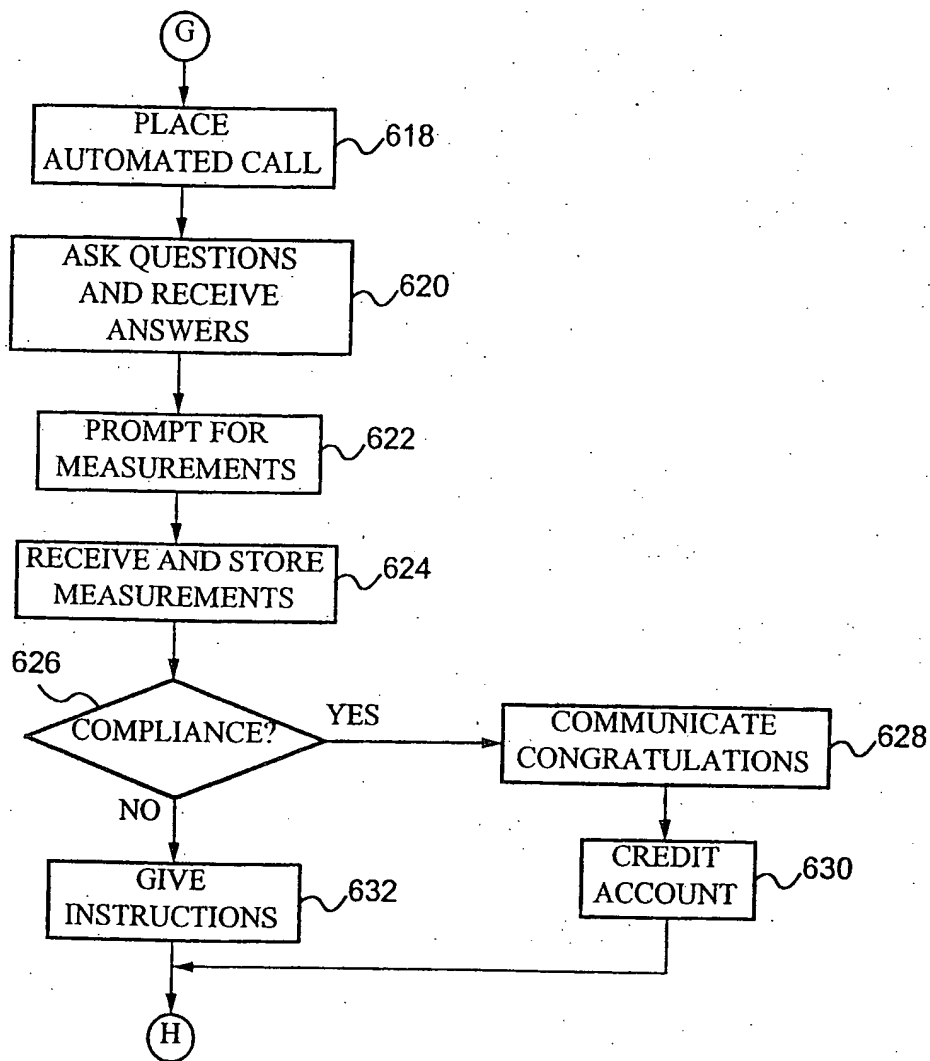 G
PLACE
AUTOMATED CALL
618
ASK QUESTIONS
AND RECEIVE
ANSWERS
620
PROMPT FOR
MEASUREMENTS
622
RECEIVE AND STORE
MEASUREMENTS
624
626
COMPLIANCE?
YES
COMMUNICATE
CONGRATULATIONS
628
NO
GIVE
INSTRUCTIONS
632
CREDIT
ACCOUNT
630
H